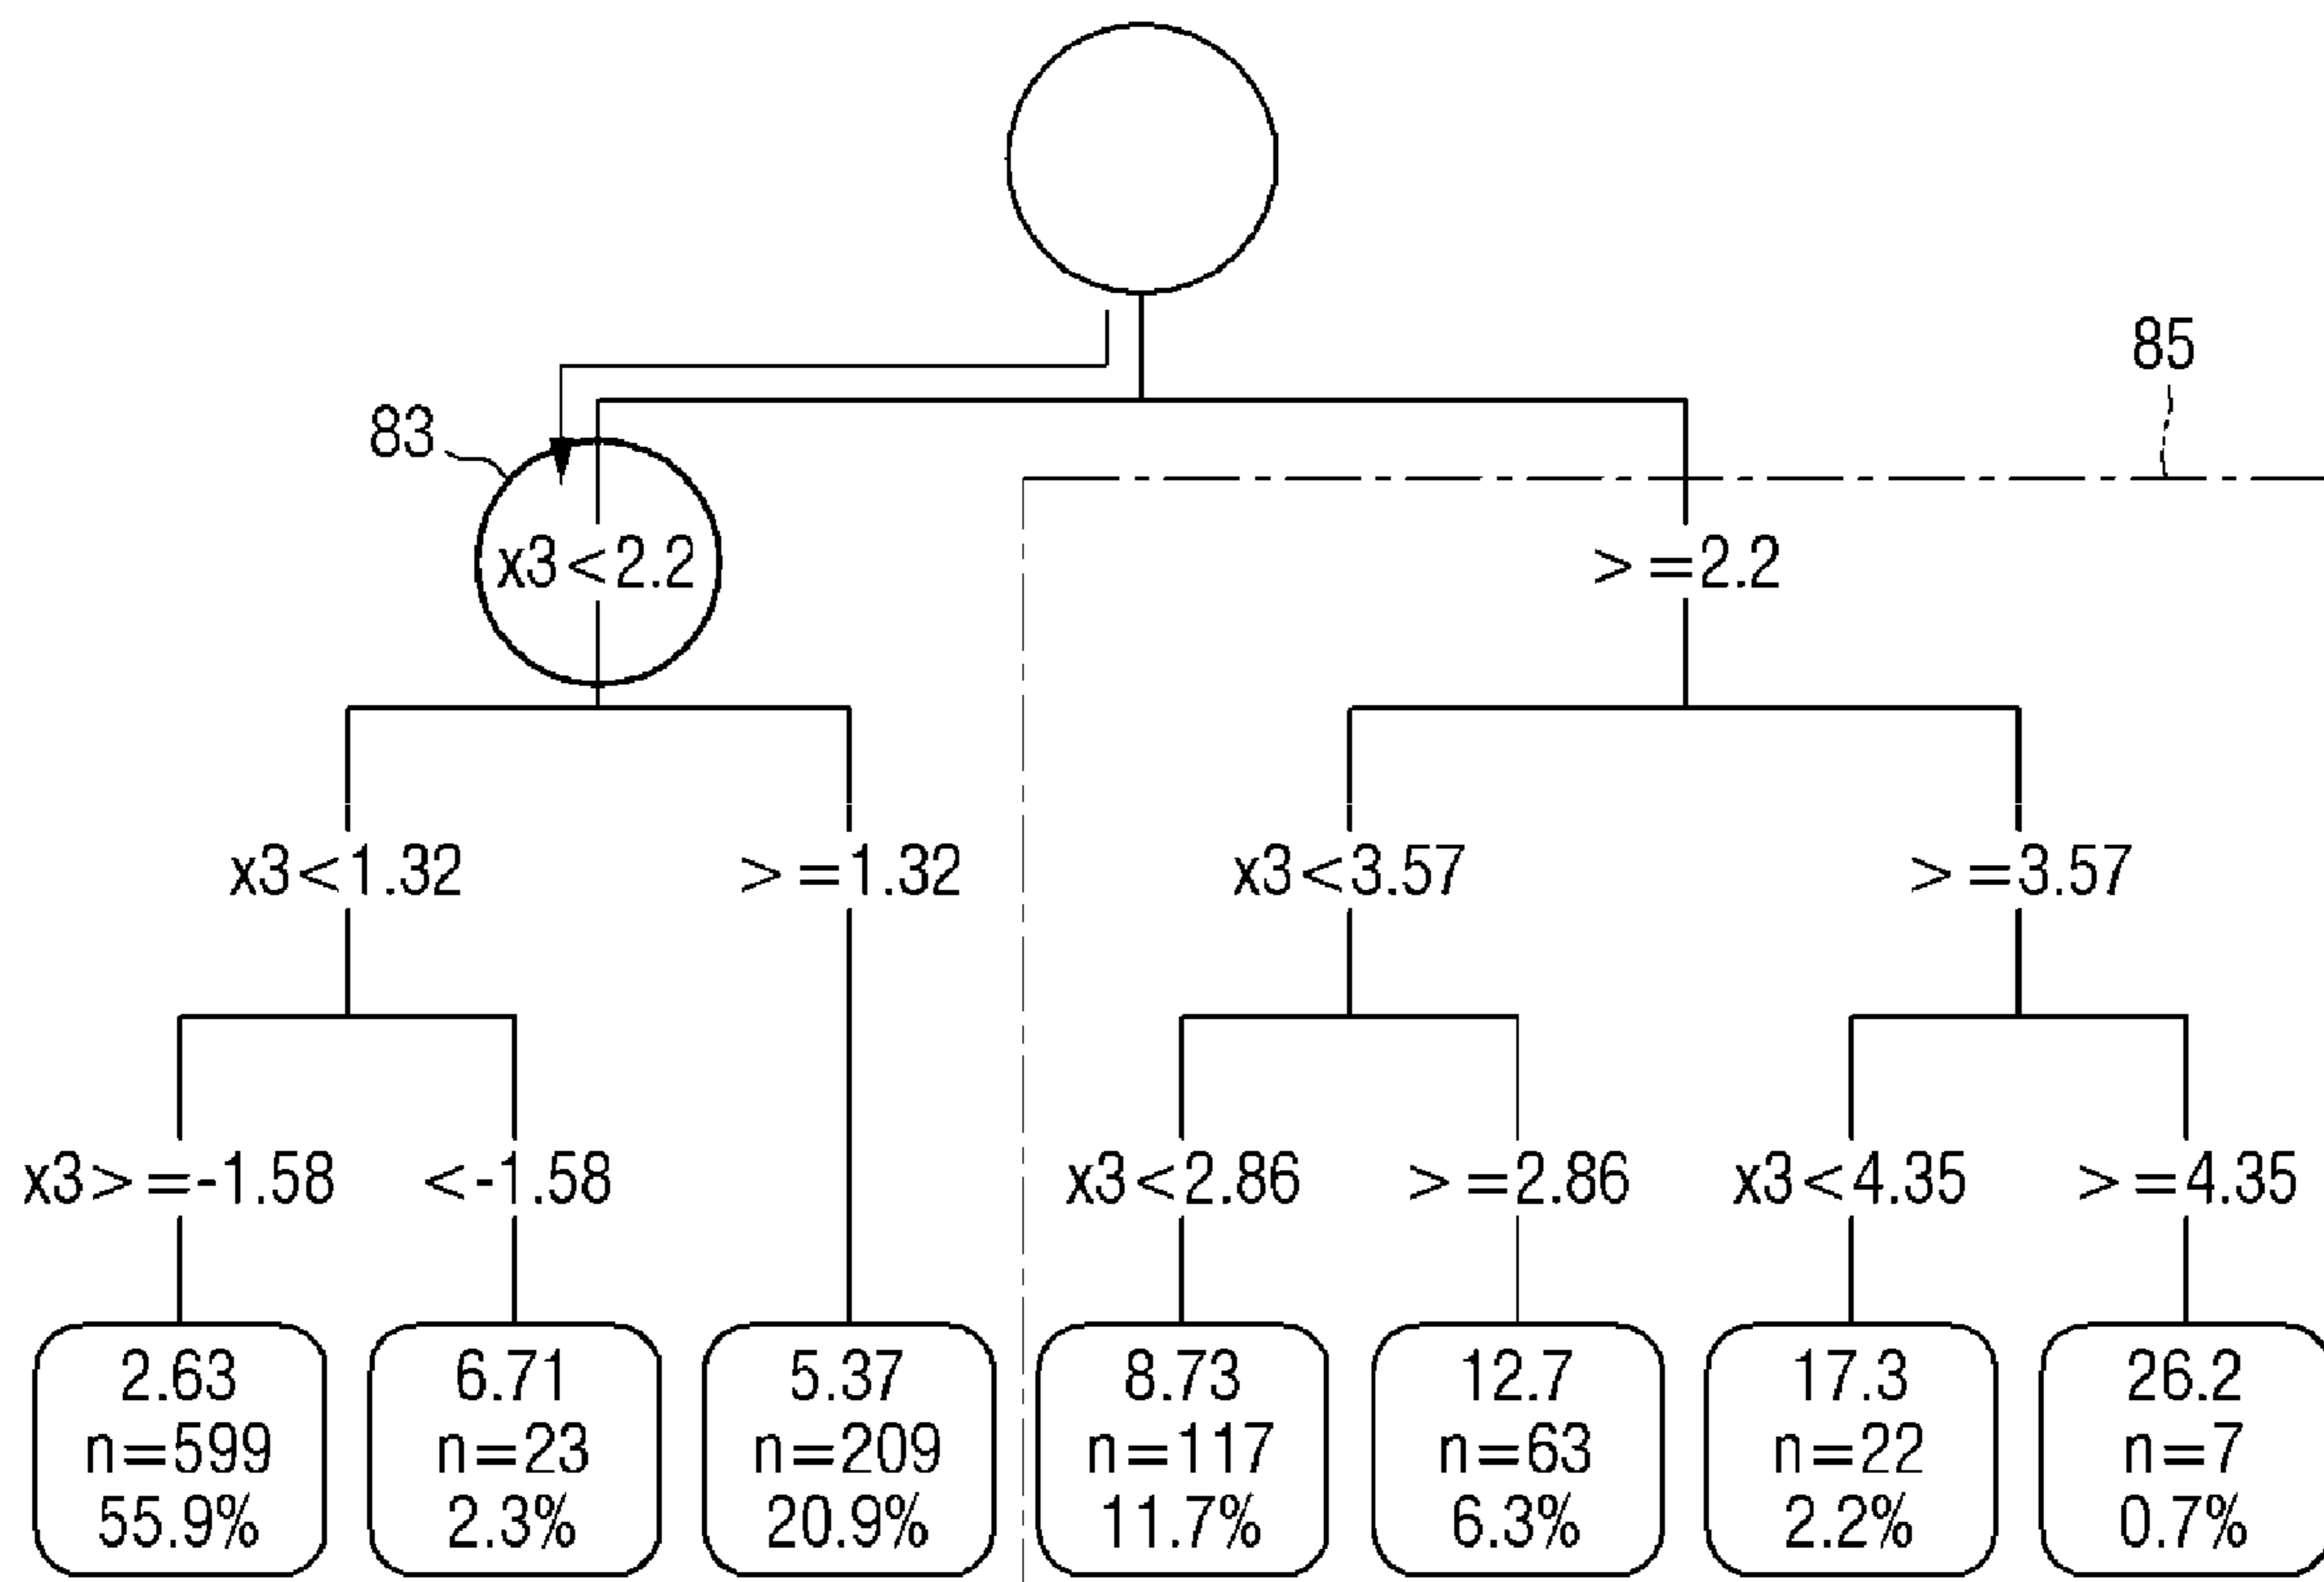 85
83
x3<2.2
>=2.2
x3<1.32
>=1.32
x3<3.57
>=3.57
x3>=-1.58
<-1.58
x3<2.86
>=2.86
x3<4.35
>=4.35
2.63
n=599
55.9%
6.71
n=23
2.3%
5.37
n=209
20.9%
8.73
n=117
11.7%
12.7
n=63
6.3%
17.3
n=22
2.2%
26.2
n=7
0.7%